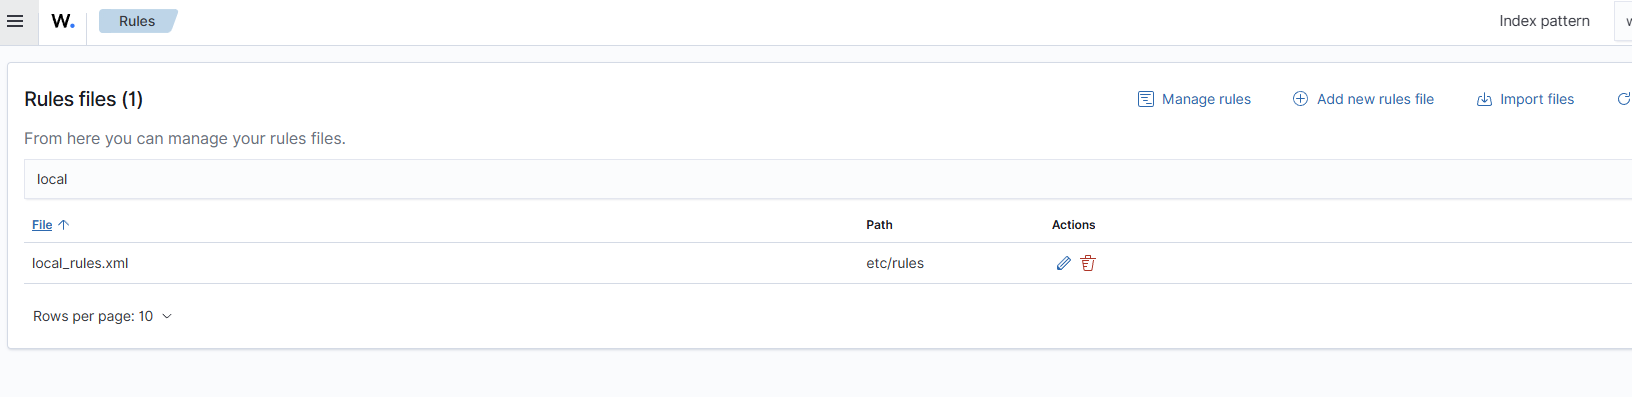 W. Rules Index pattern w
Rules files (1) Manage rules Add new rules file Import files
From here you can manage your rules files.
local
File Path Actions
local_rules.xml etc/rules
Rows per page: 10